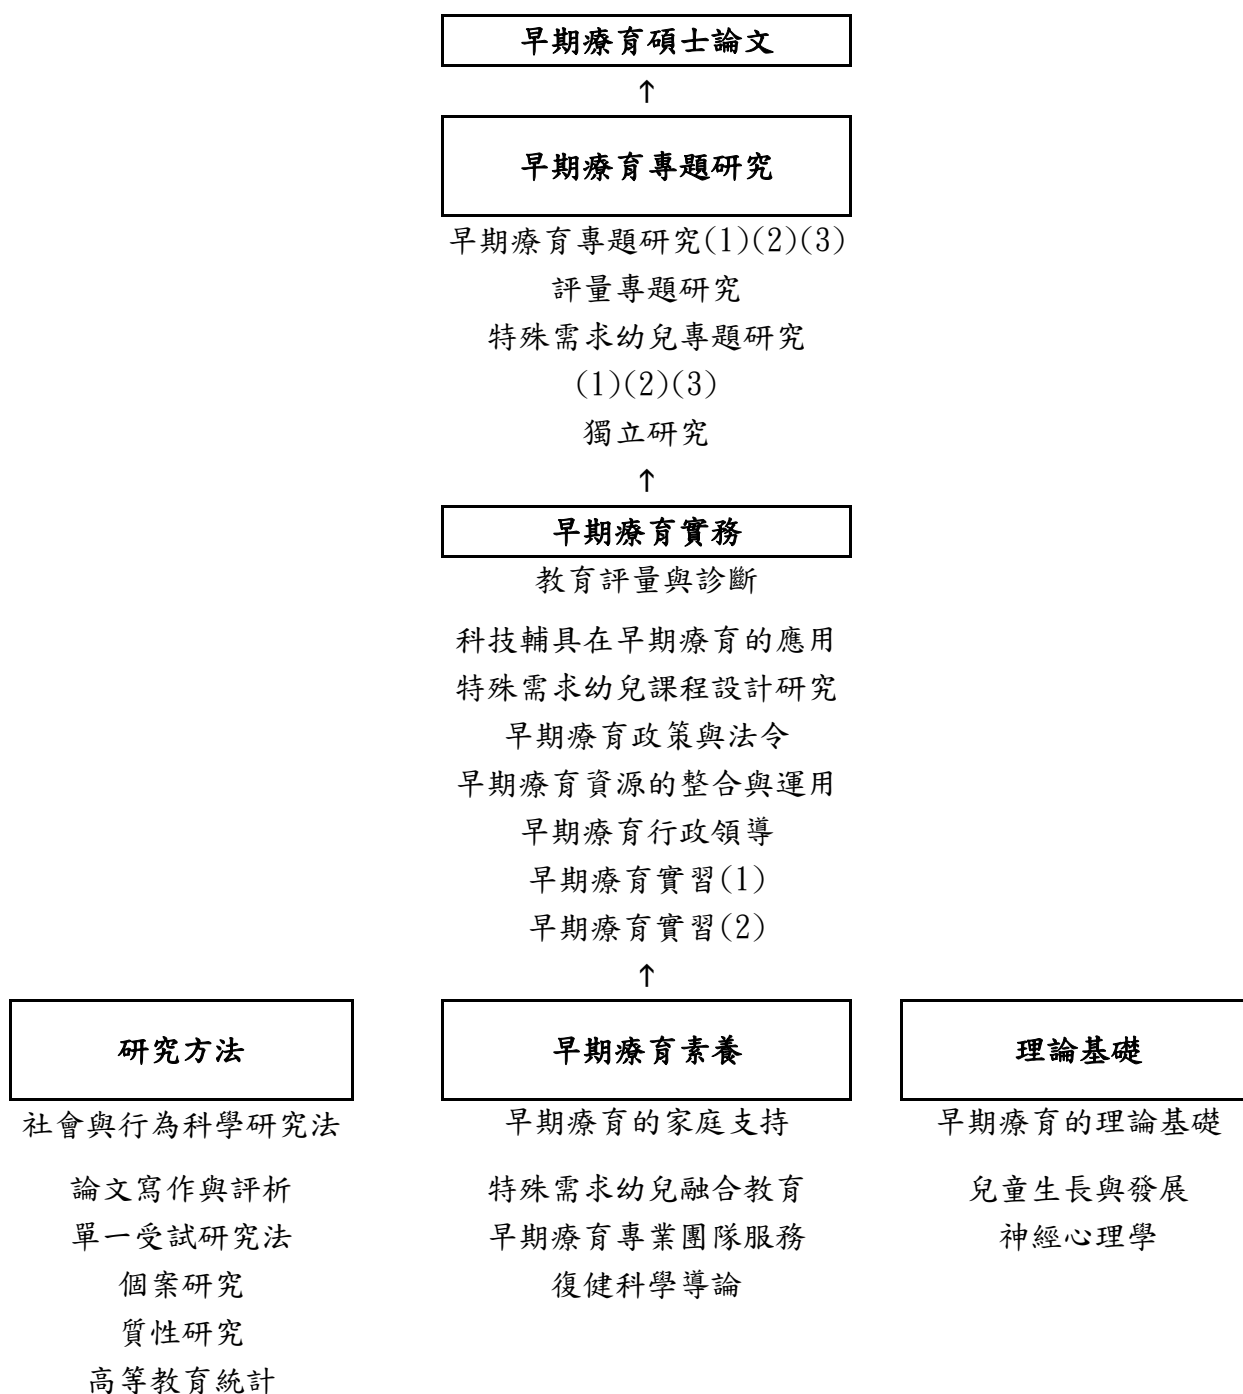 早期療育碩士論文
↑
早期療育專題研究
早期療育專題研究(1)(2)(3)
評量專題研究
特殊需求幼兒專題研究
(1)(2)(3)
獨立研究
↑
早期療育實務
教育評量與診斷
科技輔具在早期療育的應用
特殊需求幼兒課程設計研究
早期療育政策與法令
早期療育資源的整合與運用
早期療育行政領導
早期療育實習(1)
早期療育實習(2)
↑
研究方法
社會與行為科學研究法
論文寫作與評析
單一受試研究法
個案研究
質性研究
高等教育統計
早期療育素養
早期療育的家庭支持
特殊需求幼兒融合教育
早期療育專業團隊服務
復健科學導論
理論基礎
早期療育的理論基礎
兒童生長與發展
神經心理學